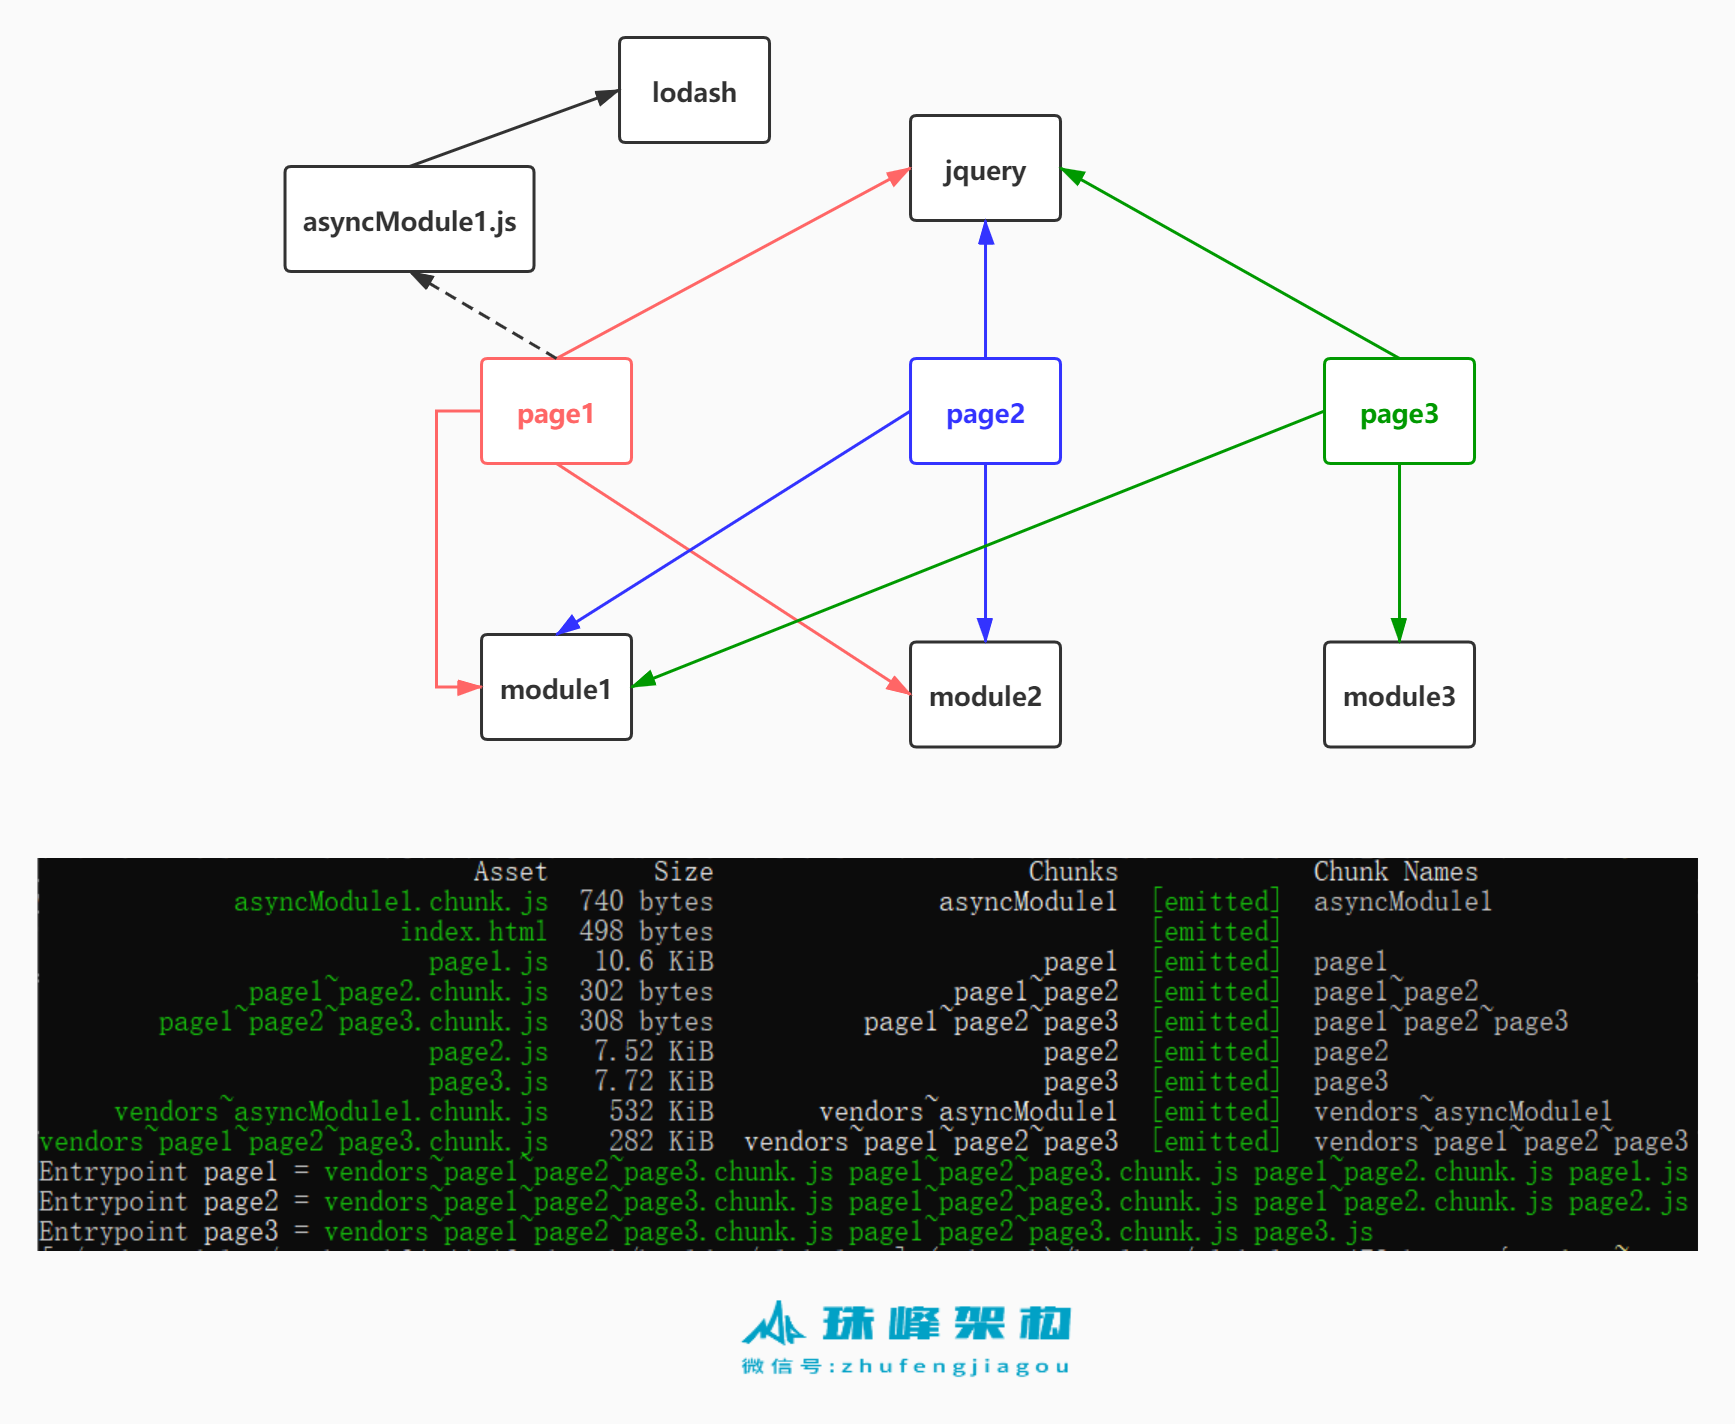 lodash
jquery
asyncModule1.js
page1
page2
page3
module1
module2
module3
Asset Size Chunks Chunk Names
asyncModule1.chunk.js 740 bytes asyncModule1 [emitted] asyncModule1
index.html 498 bytes [emitted]
page1.js 10.6 KiB page1 [emitted] page1
page1~page2.chunk.js 302 bytes page1~page2 [emitted] page1~page2
page1~page2~page3.chunk.js 308 bytes page1~page2~page3 [emitted] page1~page2~page3
page2.js 7.52 KiB page2 [emitted] page2
page3.js 7.72 KiB page3 [emitted] page3
vendors~asyncModule1.chunk.js 532 KiB vendors~asyncModule1 [emitted] vendors~asyncModule1
vendors~page1~page2~page3.chunk.js 282 KiB vendors~page1~page2~page3 [emitted] vendors~page1~page2~page3
Entrypoint page1 = vendors~page1~page2~page3.chunk.js page1~page2~page3.chunk.js page1~page2.chunk.js page1.js
Entrypoint page2 = vendors~page1~page2~page3.chunk.js page1~page2~page3.chunk.js page1~page2.chunk.js page2.js
Entrypoint page3 = vendors~page1~page2~page3.chunk.js page1~page2~page3.chunk.js page3.js
珠峰架构
微信号:zhufengjiagou